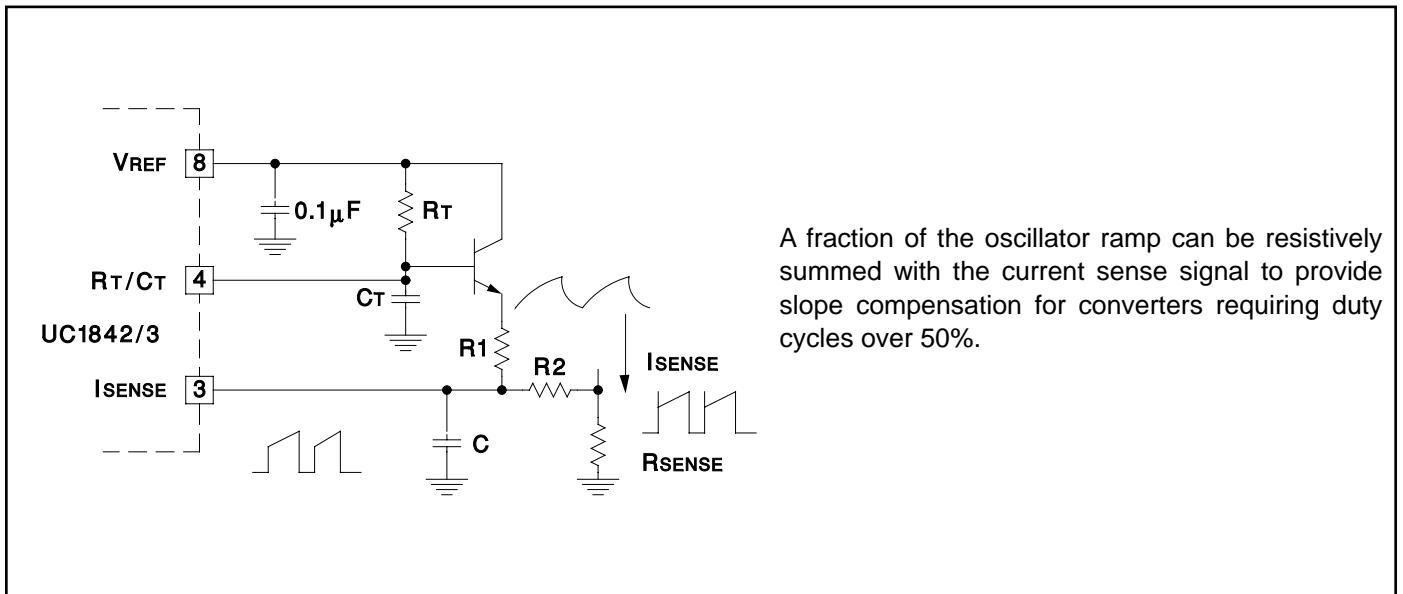 VREF
8
0.1μF
RT
RT/CT
4
CT
UC1842/3
R1
R2
ISENSE
ISENSE
3
C
RSENSE
A fraction of the oscillator ramp can be resistively
summed with the current sense signal to provide
slope compensation for converters requiring duty
cycles over 50%.